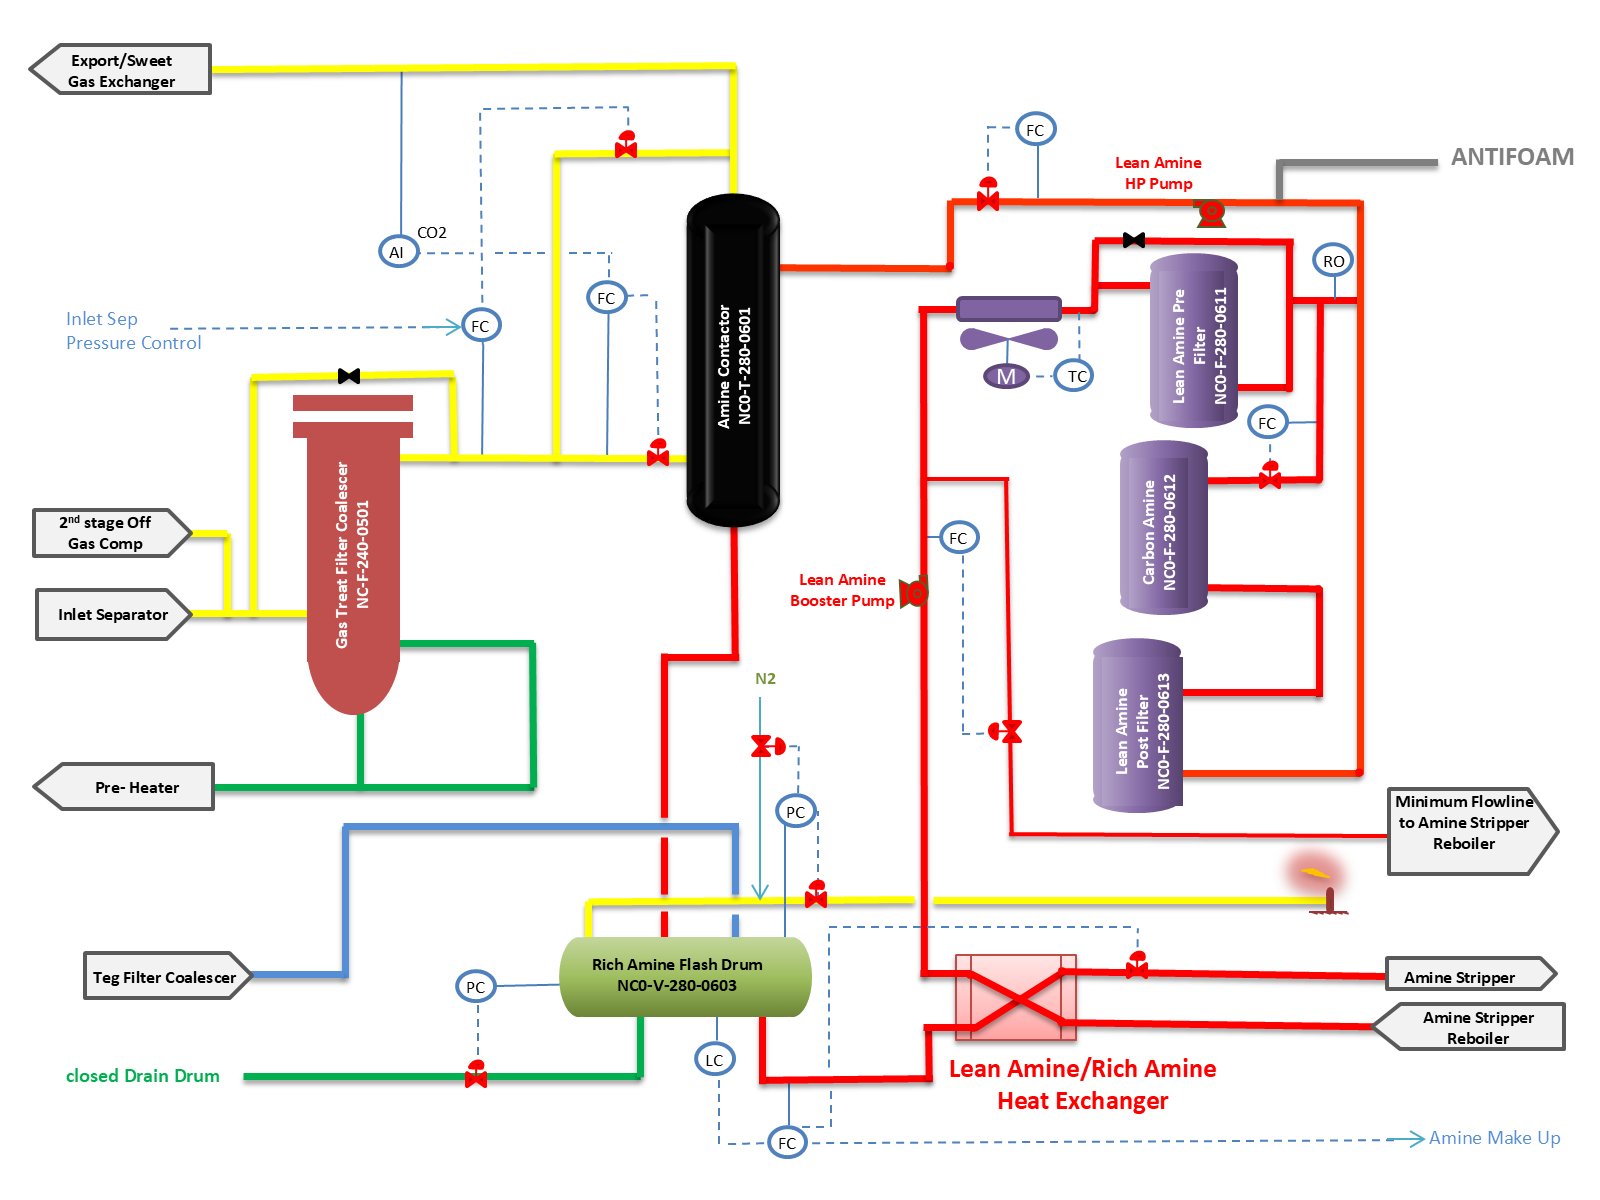 Export/Sweet
Gas Exchanger
FC
Lean Amine
HP Pump
ANTIFOAM
CO2
AI
RO
FC
Inlet Sep
Pressure Control
FC
Amine Contactor
NC0-T-280-0601
Lean Amine Pre
Filter
NC0-F-280-0611
M
TC
FC
Gas Treat Filter Coalescer
NC-F-240-0501
2nd stage Off
Gas Comp
Inlet Separator
Carbon Amine
NC0-F-280-0612
FC
Lean Amine
Booster Pump
N2
Lean Amine
Post Filter
NC0-F-280-0613
Pre- Heater
PC
Minimum Flowline
to Amine Stripper
Reboiler
Teg Filter Coalescer
PC
Rich Amine Flash Drum
NC0-V-280-0603
Amine Stripper
Amine Stripper
Reboiler
LC
closed Drain Drum
Lean Amine/Rich Amine
Heat Exchanger
FC
Amine Make Up